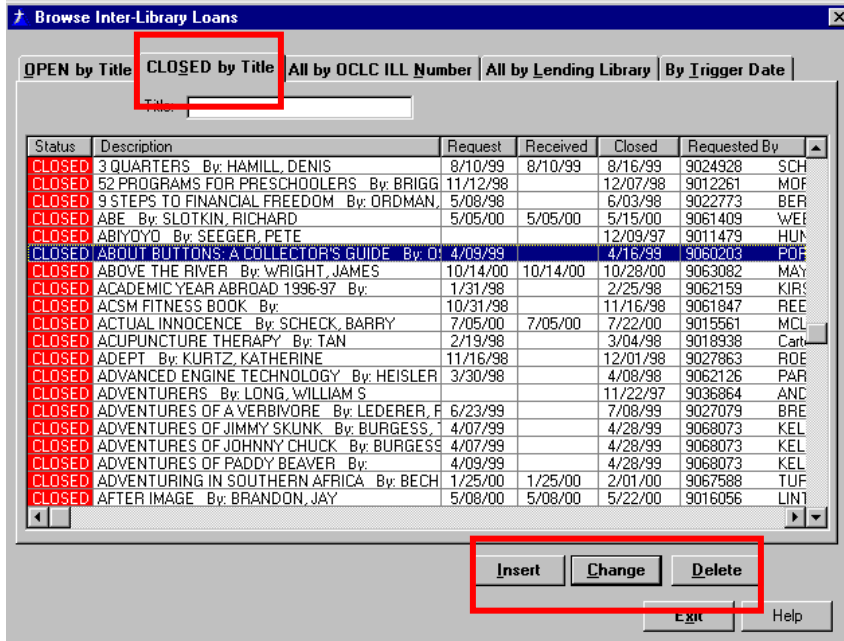 Browse Inter-Library Loans
OPEN by Title CLOSED by Title All by OCLC ILL Number All by Lending Library By Trigger Date
Title:
Status Description Request Received Closed Requested By
CLOSED 3 QUARTERS By: HAMILL, DENIS 8/10/99 8/10/99 8/16/99 9024928 SCH
CLOSED 52 PROGRAMS FOR PRESCHOOLERS By: BRIGG 11/12/98 12/07/98 9012261 MOF
CLOSED 9 STEPS TO FINANCIAL FREEDOM By: ORDMAN, 5/08/98 6/03/98 9022773 BER
CLOSED ABE By: SLOTKIN, RICHARD 5/05/00 5/05/00 5/15/00 9061409 WEE
CLOSED ABIYOYO By: SEEGER, PETE 12/09/97 9011479 HUN
CLOSED ABOUT BUTTONS: A COLLECTOR'S GUIDE By: 4/09/99 4/16/99 9060203
CLOSED ABOVE THE RIVER By: WRIGHT, JAMES 10/14/00 10/14/00 10/28/00 9063082 MAY
CLOSED ACADEMIC YEAR ABROAD 1996-97 By: 1/31/98 2/25/98 9062159 KIRS
CLOSED ACSM FITNESS BOOK By: 10/31/98 11/16/98 9061847 REE
CLOSED ACTUAL INNOCENCE By: SCHECK, BARRY 7/05/00 7/05/00 7/22/00 9015561 MCL
CLOSED ACUPUNCTURE THERAPY By: TAN 2/19/98 3/04/98 9018938 Carte
CLOSED ADEPT By: KURTZ, KATHERINE 11/16/98 12/01/98 9027863 ROE
CLOSED ADVANCED ENGINE TECHNOLOGY By: HEISLER 3/30/98 4/08/98 9062126 PAR
CLOSED ADVENTURERS By: LONG, WILLIAM S 11/22/97 9036864 AND
CLOSED ADVENTURES OF A VERBIVORE By: LEDERER, 6/23/99 7/08/99 9027079 BRE
CLOSED ADVENTURES OF JIMMY SKUNK By: BURGESS, 4/07/99 4/28/99 9068073 KEL
CLOSED ADVENTURES OF JOHNNY CHUCK By: BURGESS 4/07/99 4/28/99 9068073 KEL
CLOSED ADVENTURES OF PADDY BEAVER By: 4/09/99 4/28/99 9068073 KEL
CLOSED ADVENTURING IN SOUTHERN AFRICA By: BECH 1/25/00 1/25/00 2/01/00 9067588 TUF
CLOSED AFTER IMAGE By: BRANDON, JAY 5/08/00 5/08/00 5/22/00 9016056 LINT
Insert Change Delete
Exit Help